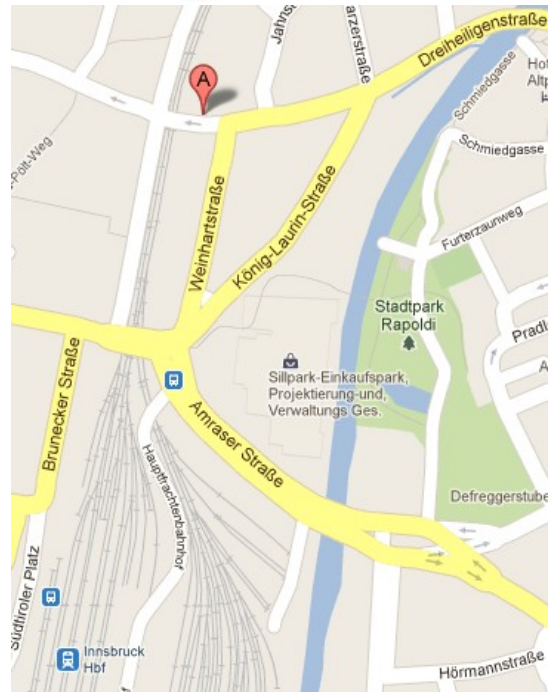 Jahns
arzerstraße
Dreiheiligenstraße
A
Hot
Altp
Schmiedgasse
Schmiedgasse
-Pölt-Weg
Weinhartstraße
König-Laurin-Straße
Furterzaunweg
Stadtpark
Rapoldi
Pradl
A
Sillpark-Einkaufspark,
Projektierung-und,
Verwaltungs Ges.
Brunecker Straße
Amraser Straße
Hauptfrachtenbahnhof
Defreggerstube
Südtiroler Platz
Innsbruck
Hbf
Hörmannstraße